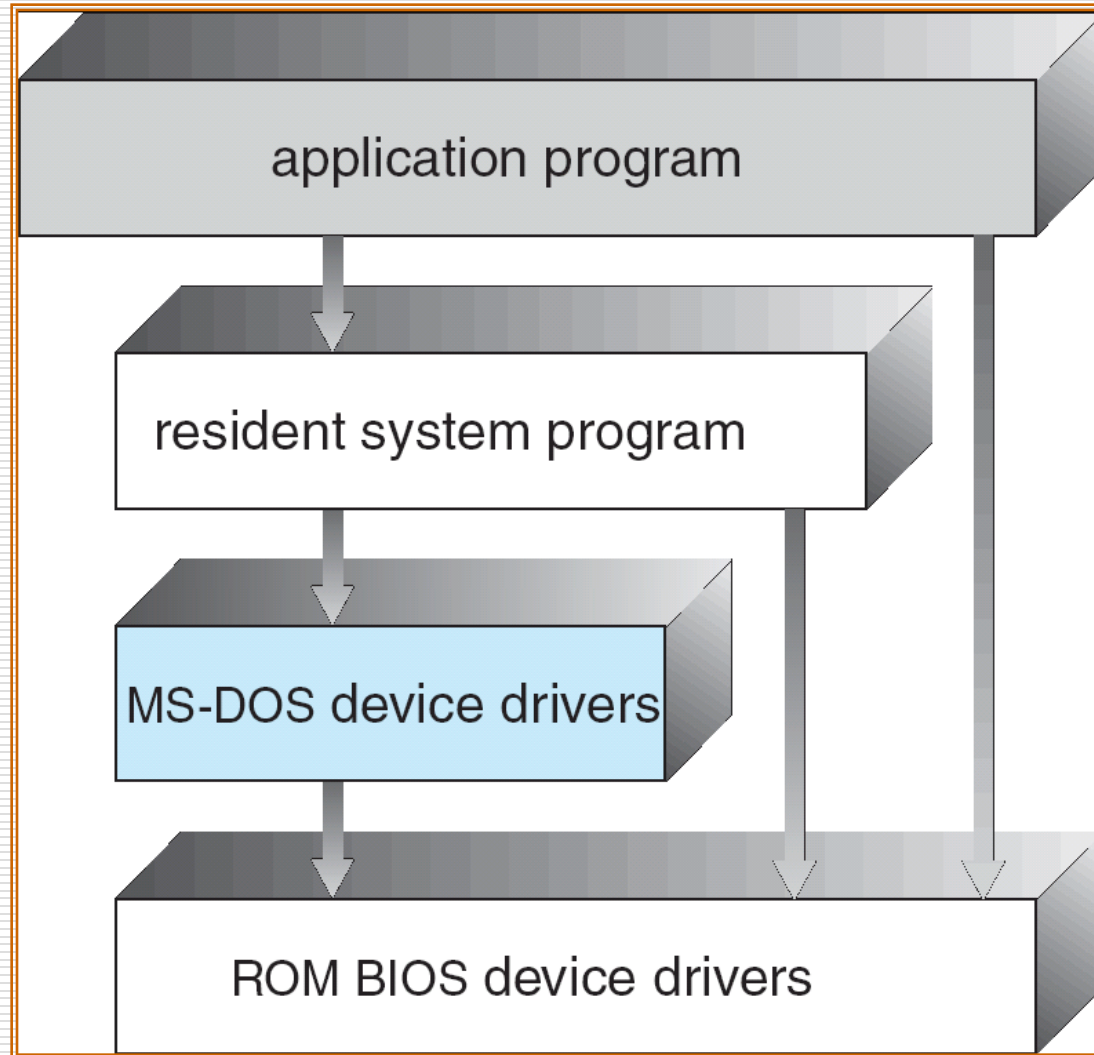 application program
resident system program
MS-DOS device drivers
ROM BIOS device drivers